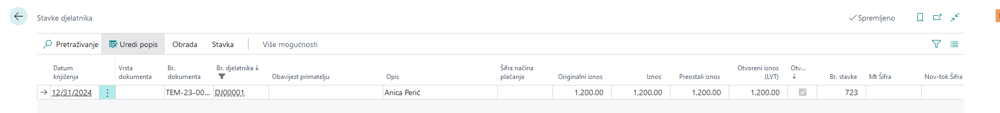 Stavke djelatnika
Spremljeno
Pretraživanje Uredi popis Obrada Stavka Više mogućnosti
Datum knjiženja Vrsta dokumenta Br. dokumenta Br. djelatnika Obavijest primatelju Opis Šifra načina plaćanja Originalni iznos Iznos Preostali iznos Otvoreni iznos (LVT) Otv... Br. stavke Mt Šifra Nov-tok Šifra
12/31/2024 TEM-23-00... DJ00001 Anica Perić 1,200.00 1,200.00 1,200.00 1,200.00 723